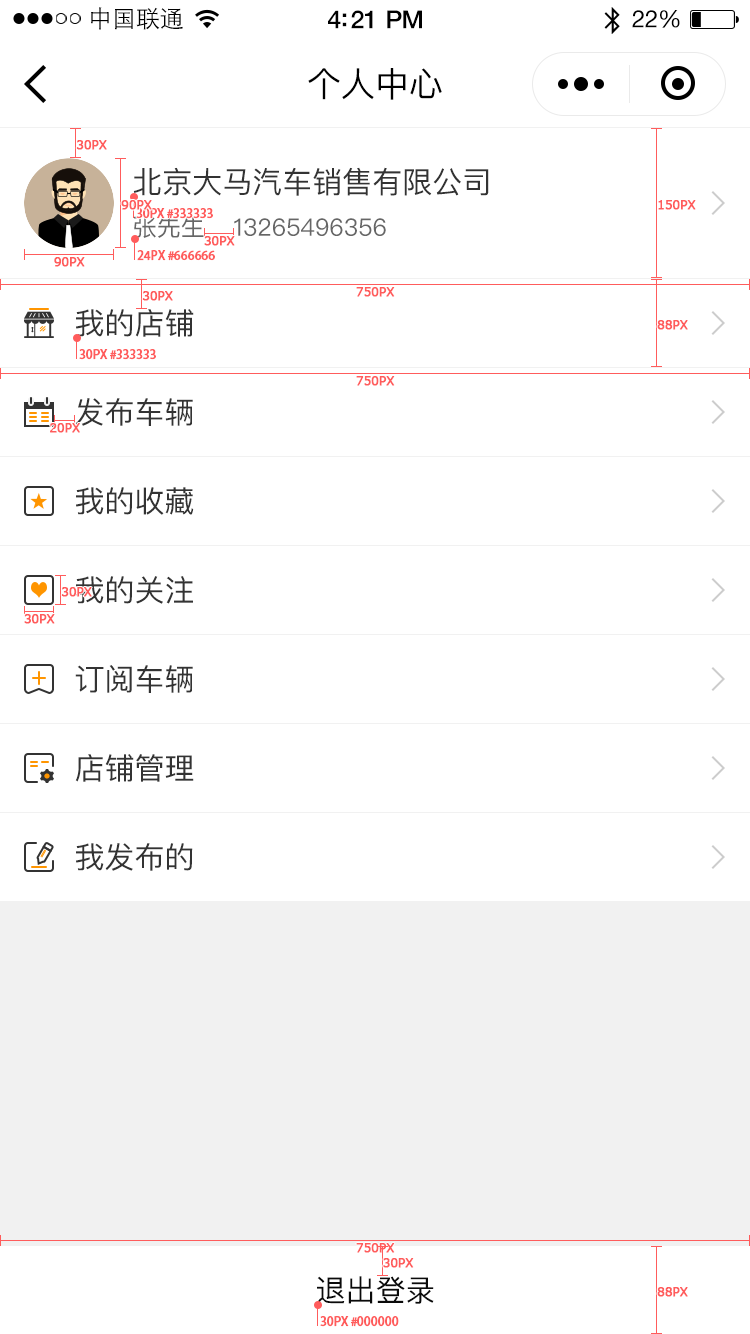 中国联通 4:21 PM 22%
个人中心
30PX
北京大马汽车销售有限公司
90PX 150PX
30PX #333333
张先生 13265496356
30PX
24PX #666666
90PX
750PX
30PX
我的店铺 88PX
30PX #333333
750PX
发布车辆
20PX
我的收藏
我的关注
30PX
30PX
订阅车辆
店铺管理
我发布的
750PX
30PX
退出登录 88PX
30PX #000000